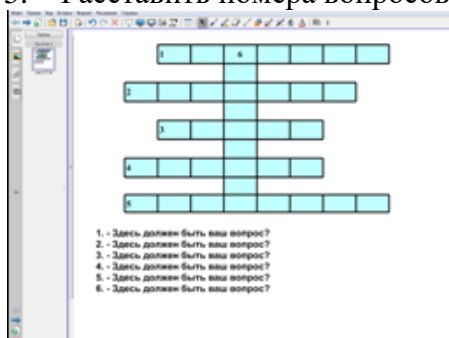 Расставить номера вопросов
1 6
2
3
4
5
1. - Здесь должен быть ваш вопрос?
2. - Здесь должен быть ваш вопрос?
3. - Здесь должен быть ваш вопрос?
4. - Здесь должен быть ваш вопрос?
5. - Здесь должен быть ваш вопрос?
6. - Здесь должен быть ваш вопрос?